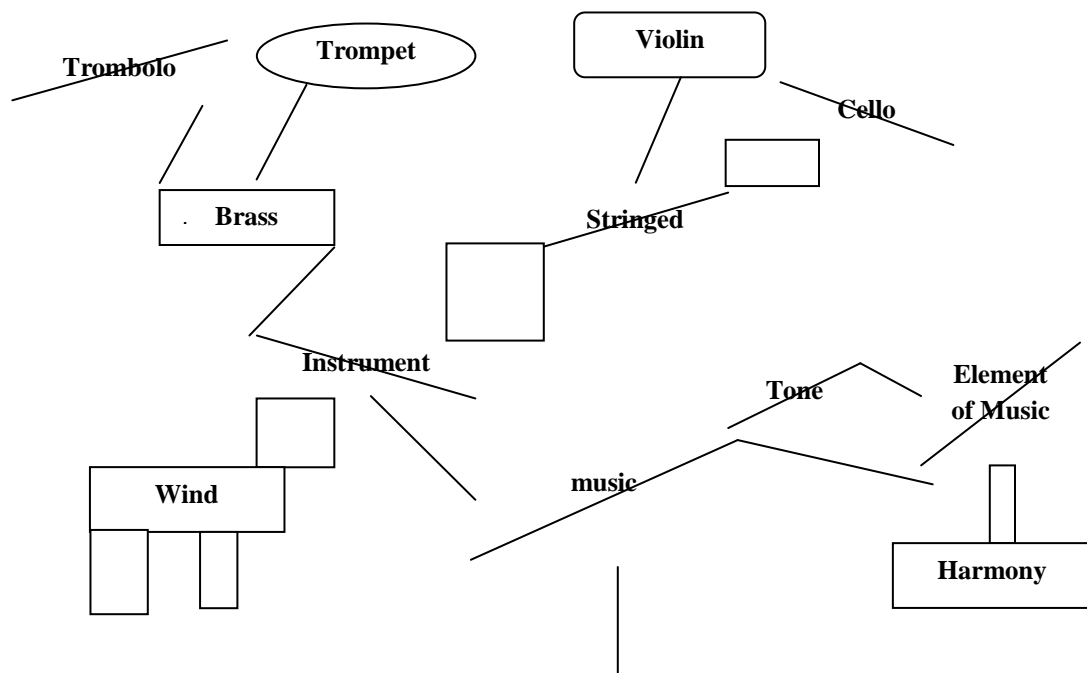 Trombolo
Trompet
Violin
Cello
Brass
Stringed
Instrument
Tone
Element
of Music
music
Wind
Harmony